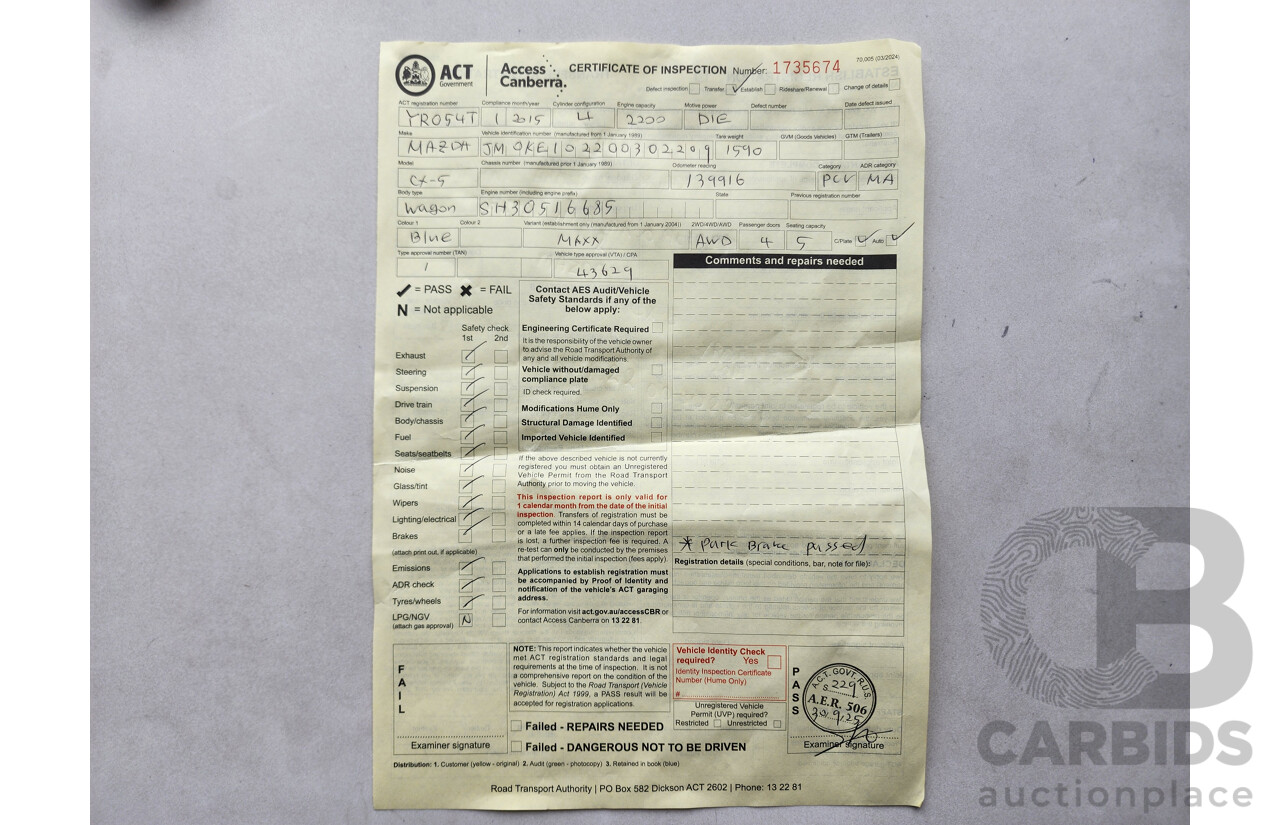 ACT Government
Access Canberra.
CERTIFICATE OF INSPECTION Number: 1735674
70.005 (03/2024)
Defect inspection Transfer Establish Rideshare/Renewal Change of details
ACT registration number Compliance month/year Cylinder configuration Engine capacity Motive power Defect number Date defect issued
YRO54T 1 2015 4 2200 DIE
Make Vehicle identification number (manufactured from 1 January 1989) Tare weight GVM (Goods Vehicles) GTM (Trailers)
MAZDA JM0KE102200302209 1590
Model Chassis number (manufactured prior 1 January 1989) Odometer reading Category ADR category
CX-5 139916 PCV MA
Body type Engine number (including engine prefix) State Previous registration number
Wagon SH30516685
Colour 1 Colour 2 Variant (establishment only (manufactured from 1 January 2004)) 2WD/4WD/AWD Passenger doors Seating capacity
Blue MAXX AWD 4 5 C/Plate Auto
Type approval number (TAN) Vehicle type approval (VTA) / CPA
/ 43629
Comments and repairs needed
✓ = PASS ✖ = FAIL
N = Not applicable
Safety check
1st 2nd
Exhaust
Steering
Suspension
Drive train
Body/chassis
Fuel
Seats/seatbelts
Noise
Glass/tint
Wipers
Lighting/electrical
Brakes
(attach print out, if applicable)
Emissions
ADR check
Tyres/wheels
LPG/NGV N
(attach gas approval)
Contact AES Audit/Vehicle
Safety Standards if any of the
below apply:
Engineering Certificate Required
It is the responsibility of the vehicle owner
to advise the Road Transport Authority of
any and all vehicle modifications.
Vehicle without/damaged
compliance plate
ID check required.
Modifications Hume Only
Structural Damage Identified
Imported Vehicle Identified
If the above described vehicle is not currently
registered you must obtain an Unregistered
Vehicle Permit from the Road Transport
Authority prior to moving the vehicle.
This inspection report is only valid for
1 calendar month from the date of the initial
inspection. Transfers of registration must be
completed within 14 calendar days of purchase
or a late fee applies. If the inspection report
is lost, a further inspection fee is required. A
re-test can only be conducted by the premises
that performed the initial inspection (fees apply).
Applications to establish registration must
be accompanied by Proof of Identity and
notification of the vehicle's ACT garaging
address.
For information visit act.gov.au/accessCBR or
contact Access Canberra on 13 22 81.
* Park Brake passed
Registration details (special conditions, bar, note for file):
FAIL
Examiner signature
NOTE: This report indicates whether the vehicle
met ACT registration standards and legal
requirements at the time of inspection. It is not
a comprehensive report on the condition of the
vehicle. Subject to the Road Transport (Vehicle
Registration) Act 1999, a PASS result will be
accepted for registration applications.
Failed - REPAIRS NEEDED
Failed - DANGEROUS NOT TO BE DRIVEN
Vehicle Identity Check
required? Yes
Identity Inspection Certificate
Number (Hume Only)
#
Unregistered Vehicle
Permit (UVP) required?
Restricted Unrestricted
PASS
A.C.T. GOVT R.U.S.
S 229
A.E.R. 506
30.9.25
Examiner signature
Distribution: 1. Customer (yellow - original) 2. Audit (green - photocopy) 3. Retained in book (blue)
Road Transport Authority | PO Box 582 Dickson ACT 2602 | Phone: 13 22 81
CB
CARBIDS
auctionplace